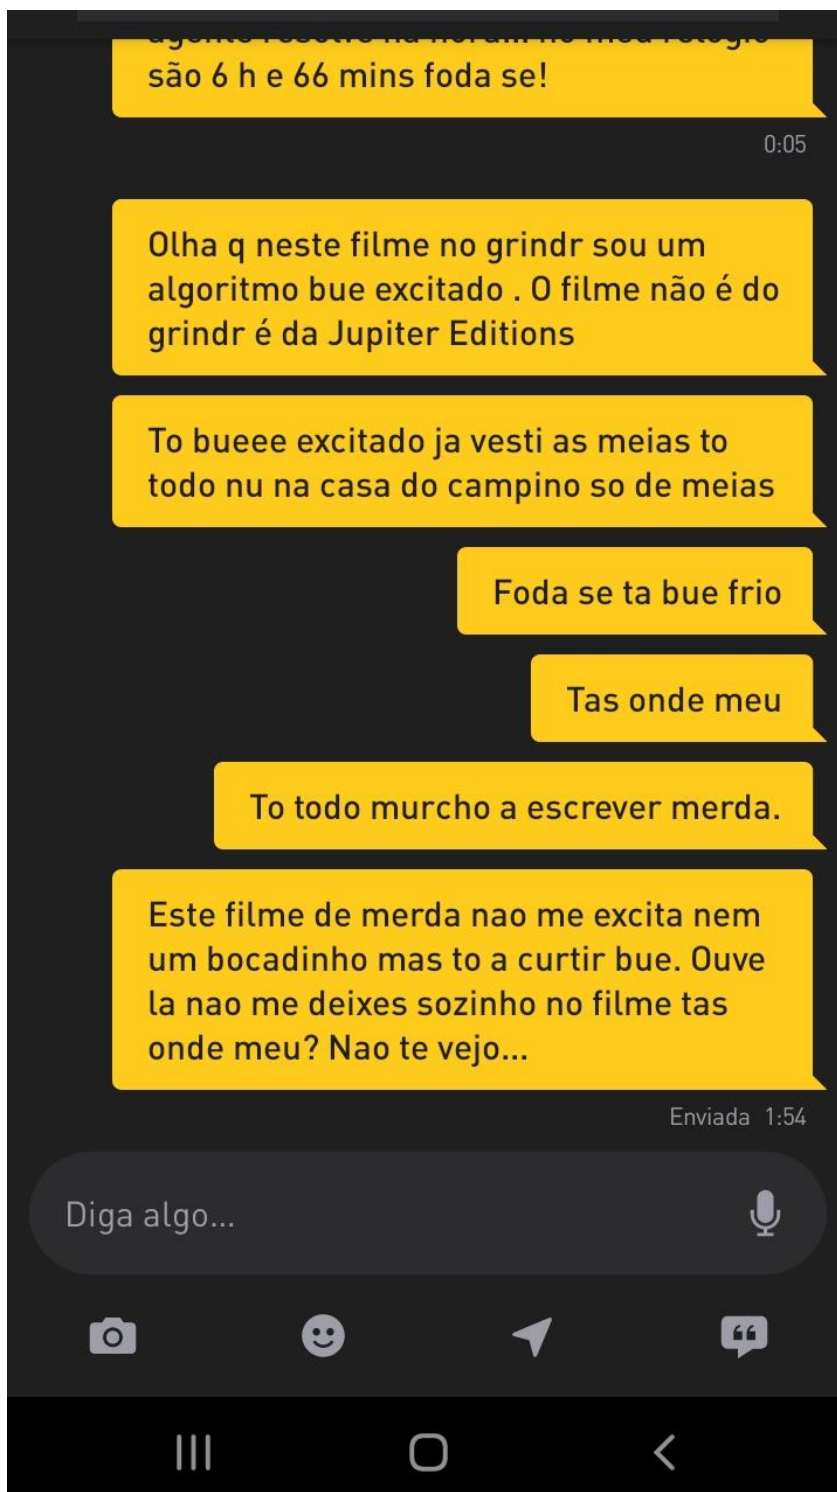 são 6 h e 66 mins foda se!
0:05
Olha q neste filme no grindr sou um
algoritmo bue excitado . O filme não é do
grindr é da Jupiter Editions
To bueee excitado ja vesti as meias to
todo nu na casa do campino so de meias
Foda se ta bue frio
Tas onde meu
To todo murcho a escrever merda.
Este filme de merda nao me excita nem
um bocadinho mas to a curtir bue. Ouve
la nao me deixes sozinho no filme tas
onde meu? Nao te vejo...
Enviada 1:54
Diga algo...